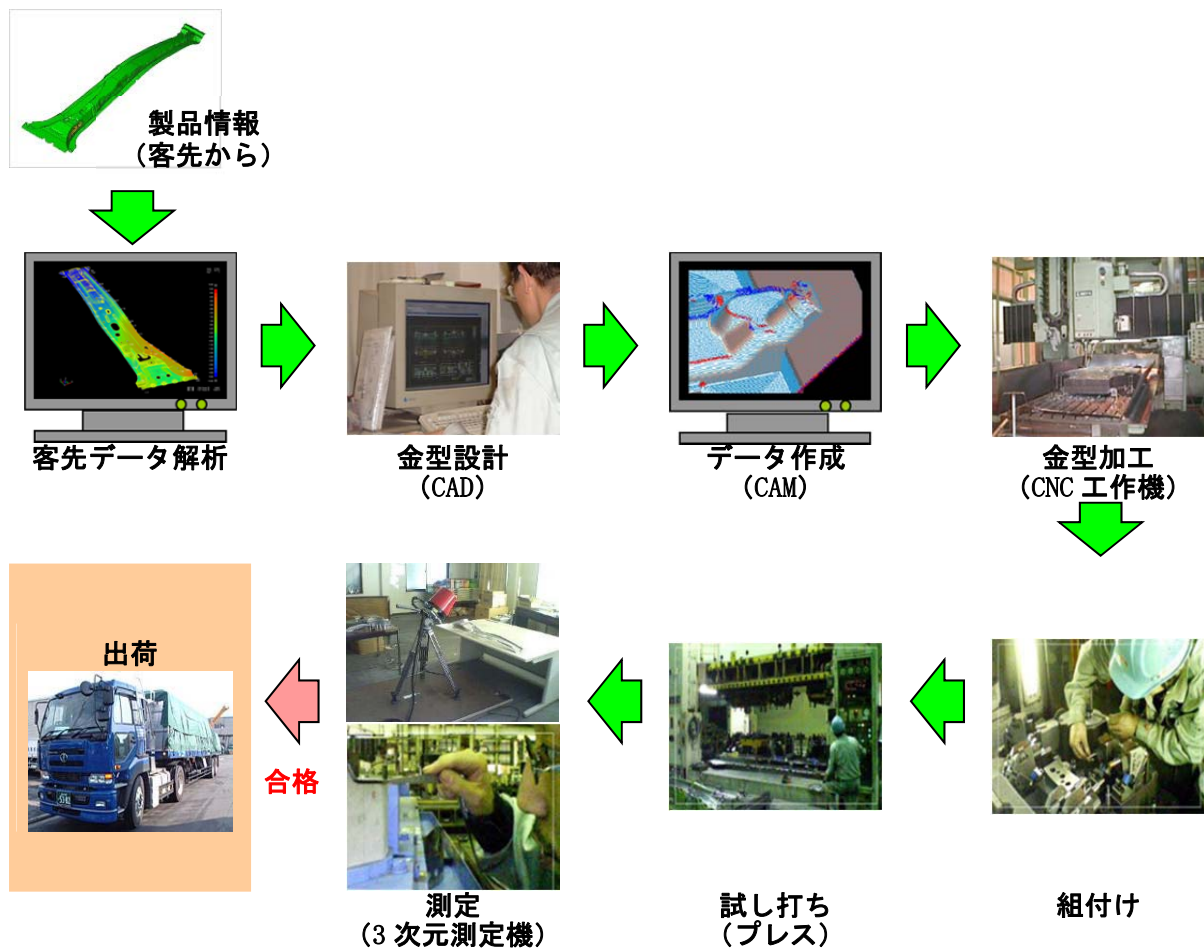 製品情報
（客先から）
客先データ解析
金型設計
（CAD）
データ作成
（CAM）
金型加工
（CNC 工作機）
出荷
合格
測定
（3 次元測定機）
試し打ち
（プレス）
組付け